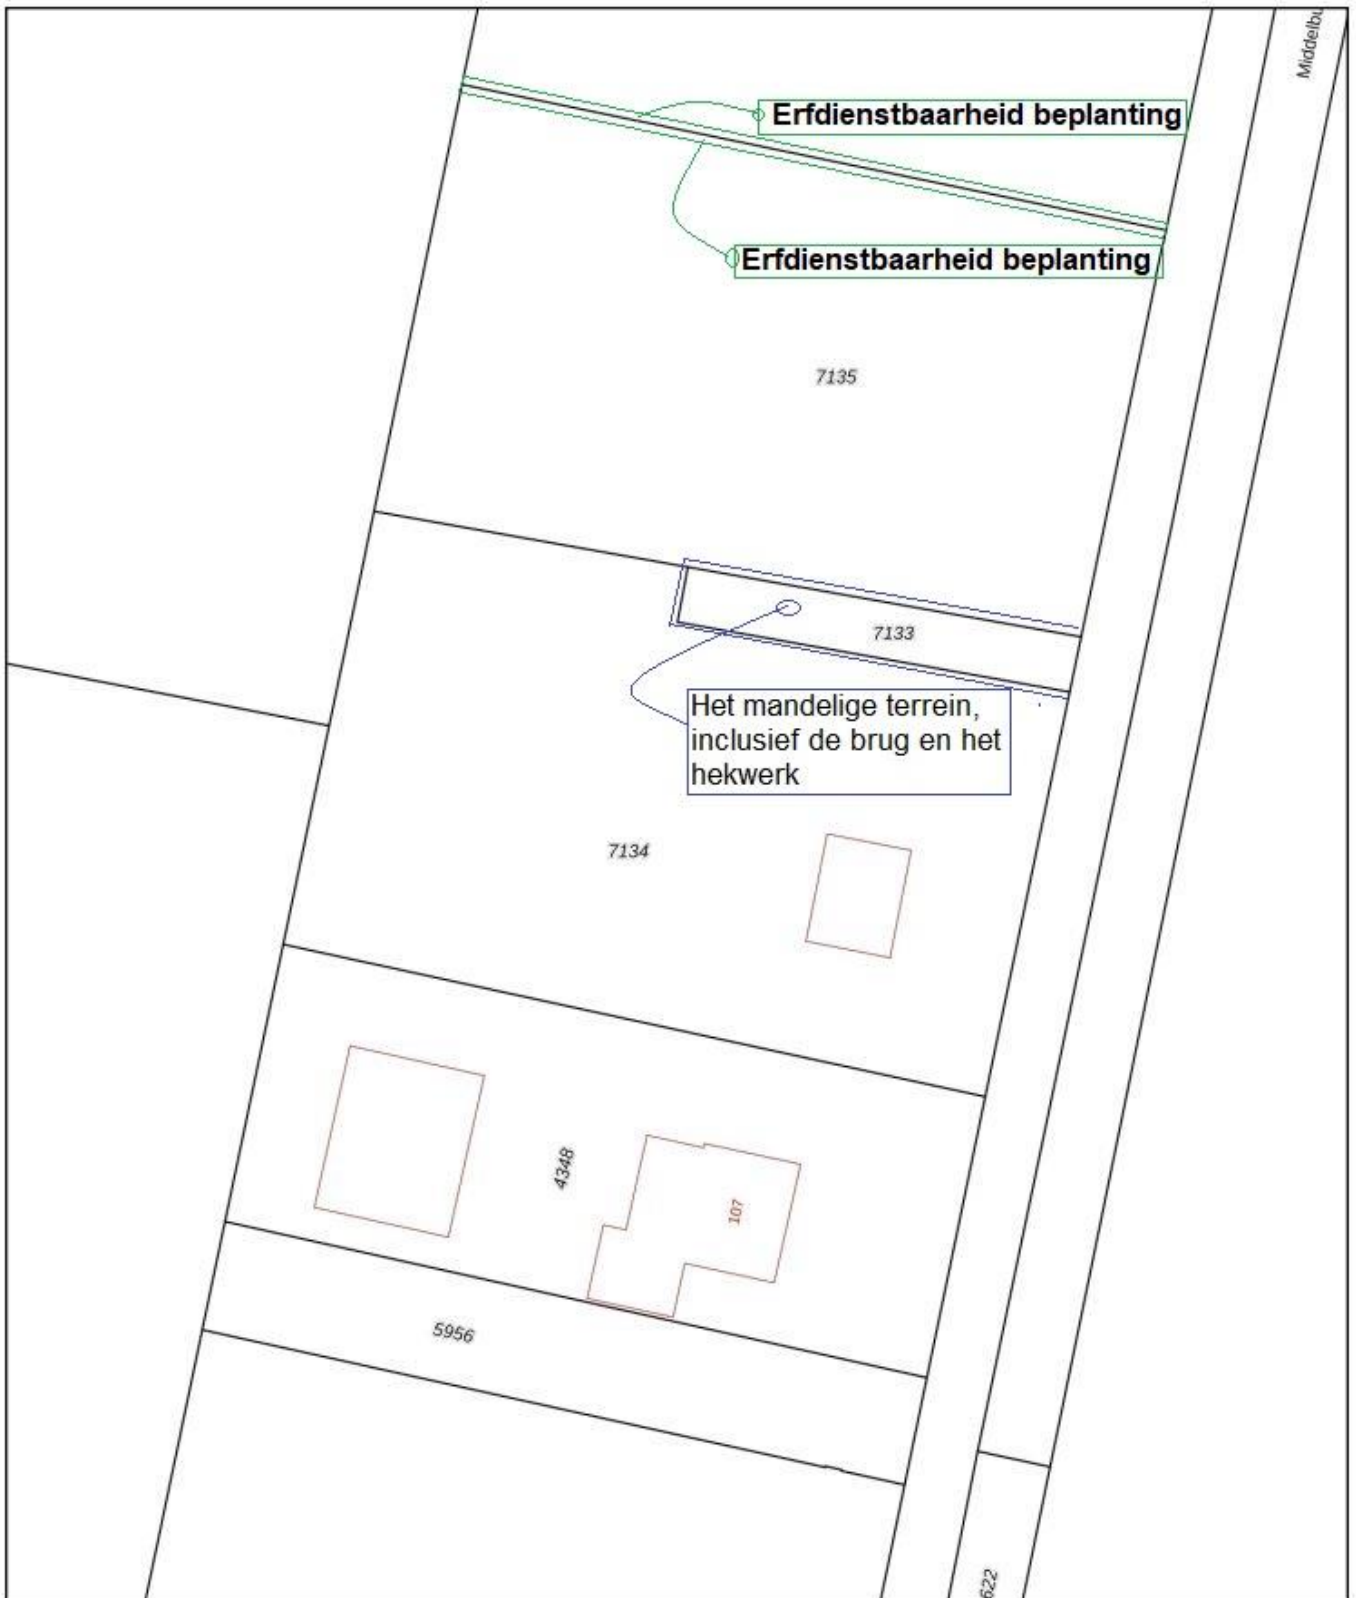 Middelbu
Erfdienstbaarheid beplanting
Erfdienstbaarheid beplanting
7135
7133
Het mandelige terrein,
inclusief de brug en het
hekwerk
7134
4348
107
5956
622